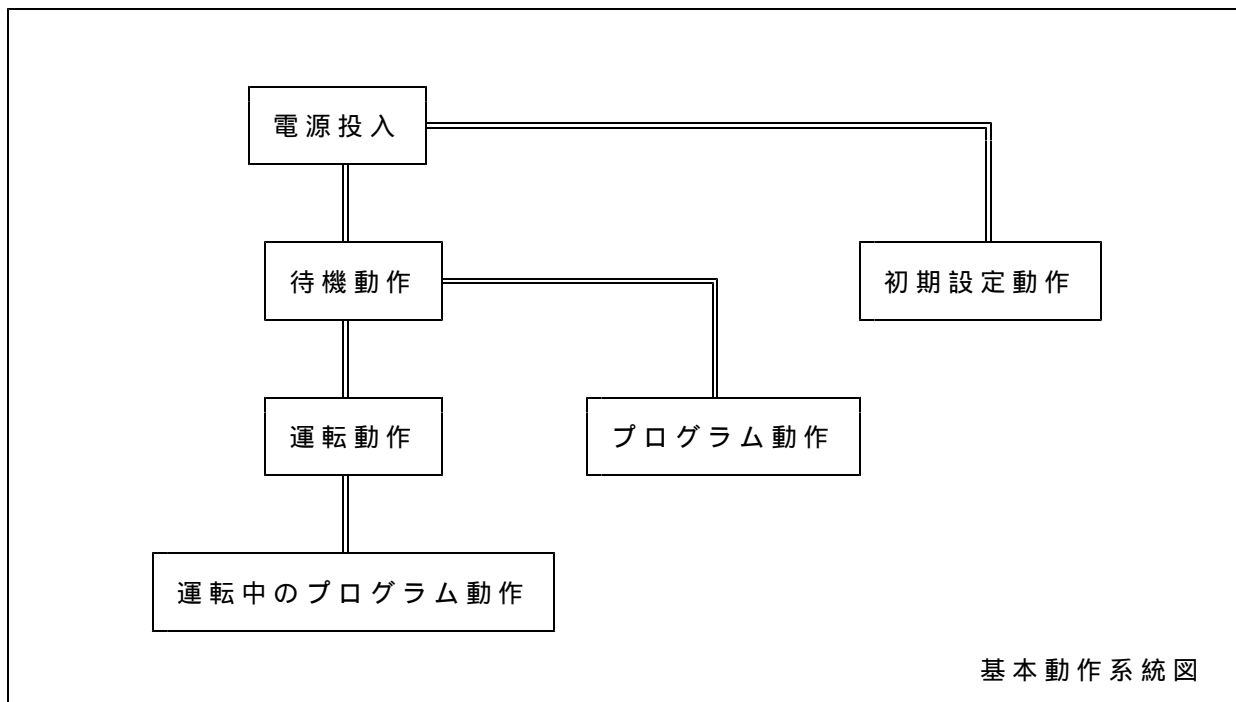 電源投入
待機動作
初期設定動作
運転動作
プログラム動作
運転中のプログラム動作
基本動作系統図